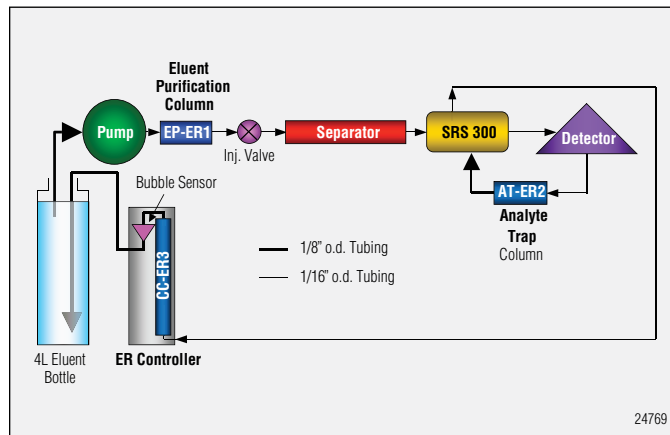 Eluent
Purification
Column
Pump
EP-ER1
Inj. Valve
Separator
SRS 300
Detector
AT-ER2
Analyte
Trap
Column
Bubble Sensor
CC-ER3
1/8" o.d. Tubing
1/16" o.d. Tubing
4L Eluent
Bottle
ER Controller
24769